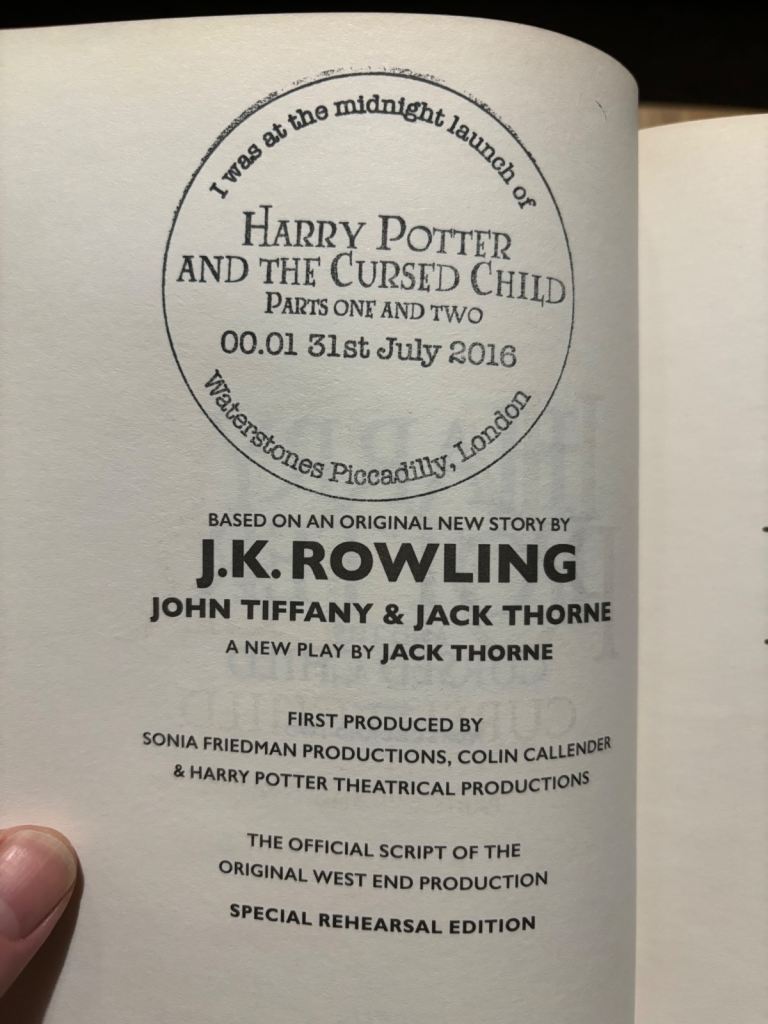 I was at the midnight launch of
HARRY POTTER
AND THE CURSED CHILD
PARTS ONE AND TWO
00.01 31st July 2016
Waterstones Piccadilly, London
BASED ON AN ORIGINAL NEW STORY BY
J.K. ROWLING
JOHN TIFFANY & JACK THORNE
A NEW PLAY BY JACK THORNE
FIRST PRODUCED BY
SONIA FRIEDMAN PRODUCTIONS, COLIN CALLENDER
& HARRY POTTER THEATRICAL PRODUCTIONS
THE OFFICIAL SCRIPT OF THE
ORIGINAL WEST END PRODUCTION
SPECIAL REHEARSAL EDITION